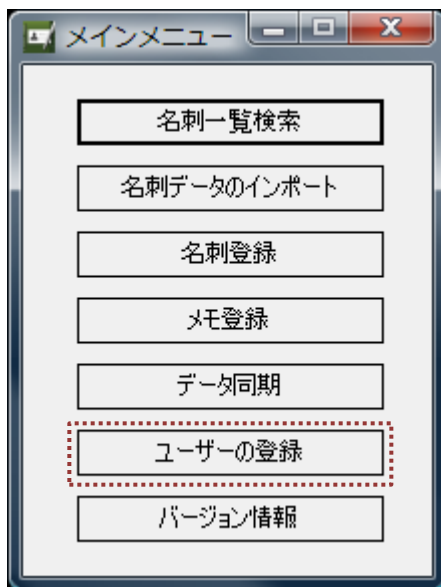 メインメニュー
名刺一覧検索
名刺データのインポート
名刺登録
メモ登録
データ同期
ユーザーの登録
バージョン情報